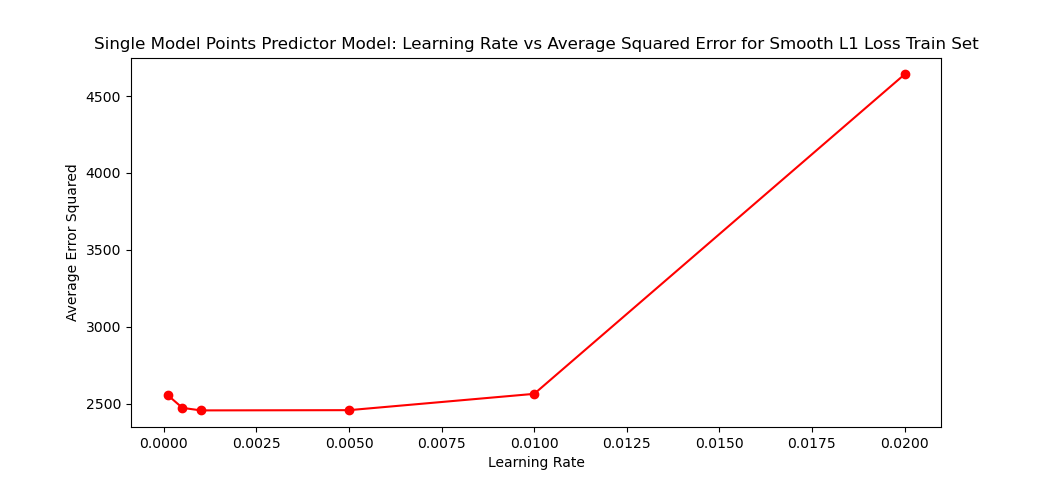 Single Model Points Predictor Model: Learning Rate vs Average Squared Error for Smooth L1 Loss Train Set
4500
4000
3500
3000
2500
Average Error Squared
0.0000 0.0025 0.0050 0.0075 0.0100 0.0125 0.0150 0.0175 0.0200
Learning Rate